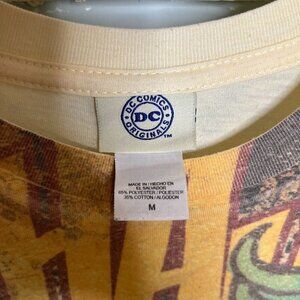 DC COMICS
DC
ORIGINALS
TM
MADE IN / HECHO EN
EL SALVADOR
65% POLYESTER / POLIESTER
35% COTTON / ALGODON
M